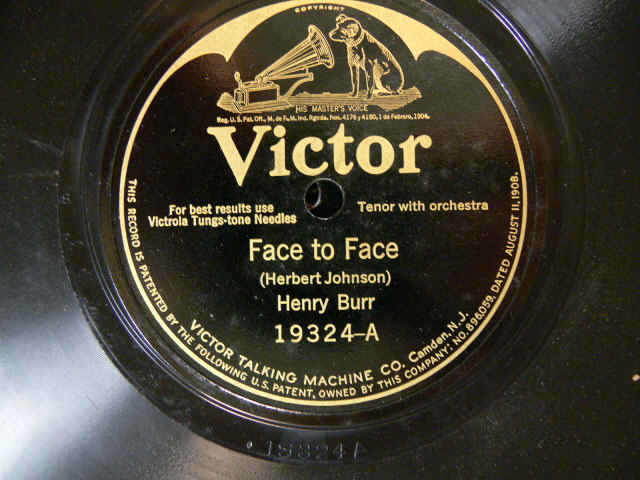 HIS MASTER'S VOICE
Reg. U.S. Pat. Off., M. de F. M. Ind. Rgtrda. Nos. 4176 y 4180, 1 de Febrero, 1904.
Victor
For best results use
Victrola Tungs-tone Needles
Tenor with orchestra
Face to Face
(Herbert Johnson)
Henry Burr
19324-A
VICTOR TALKING MACHINE CO. Camden, N.J.
THIS RECORD IS PATENTED BY THE FOLLOWING U.S. PATENT, OWNED BY THIS COMPANY: NO. 896,059, DATED AUGUST 11, 1908.
19324 A